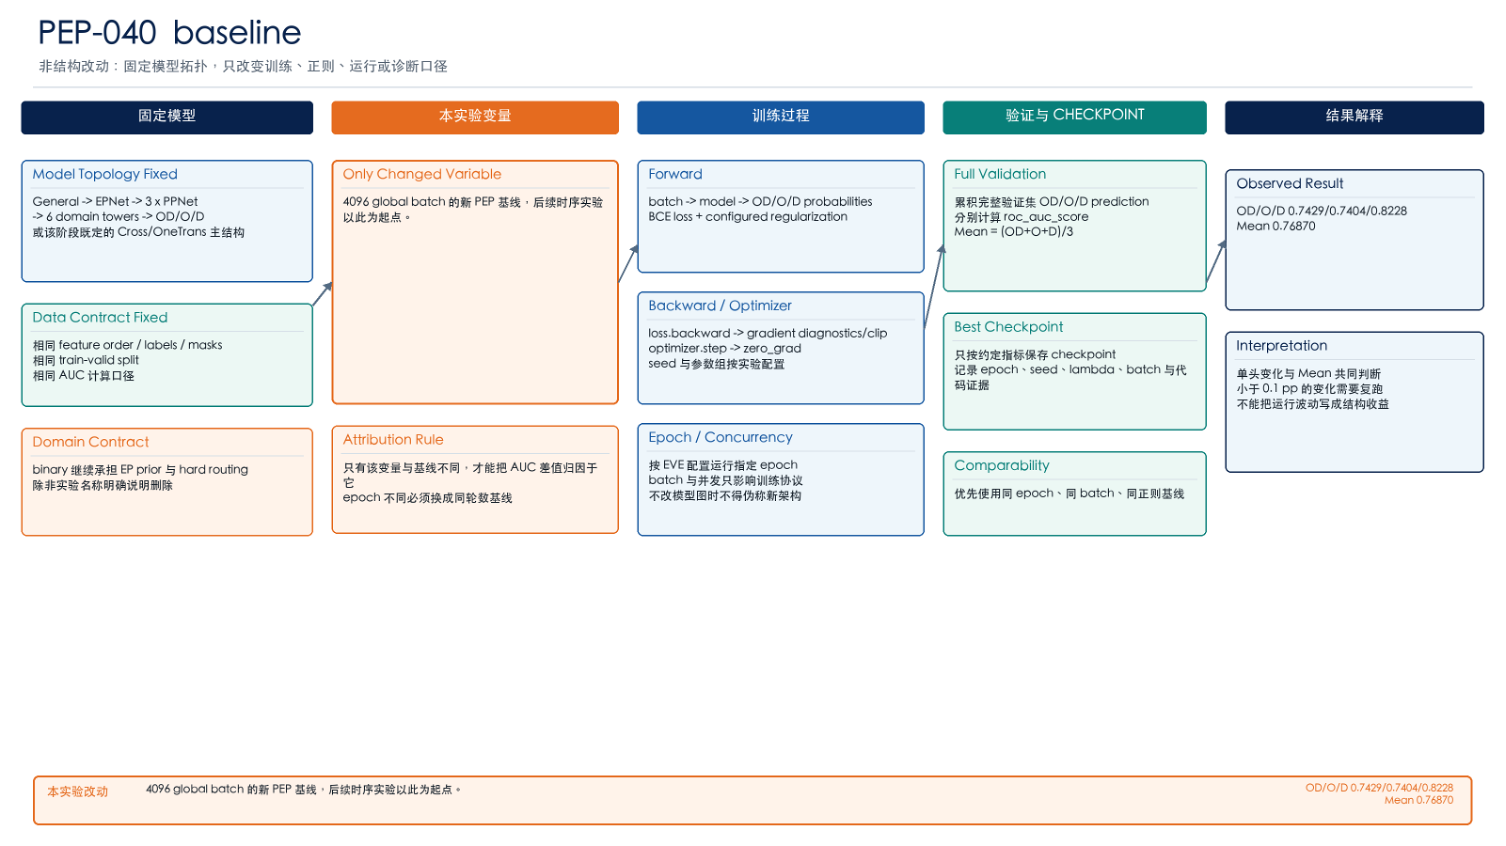 PEP-040 baseline
非结构改动：固定模型拓扑，只改变训练、正则、运行或诊断口径
固定模型
本实验变量
训练过程
验证与 CHECKPOINT
结果解释
Model Topology Fixed
General -> EPNet -> 3 x PPNet
-> 6 domain towers -> OD/O/D
或该阶段既定的 Cross/OneTrans 主结构
Data Contract Fixed
相同 feature order / labels / masks
相同 train-valid split
相同 AUC 计算口径
Domain Contract
binary 继续承担 EP prior 与 hard routing
除非实验名称明确说明删除
Only Changed Variable
4096 global batch 的新 PEP 基线，后续时序实验
以此为起点。
Attribution Rule
只有该变量与基线不同，才能把 AUC 差值归因于
它
epoch 不同必须换成同轮数基线
Forward
batch -> model -> OD/O/D probabilities
BCE loss + configured regularization
Backward / Optimizer
loss.backward -> gradient diagnostics/clip
optimizer.step -> zero_grad
seed 与参数组按实验配置
Epoch / Concurrency
按 EVE 配置运行指定 epoch
batch 与并发只影响训练协议
不改模型图时不得伪称新架构
Full Validation
累积完整验证集 OD/O/D prediction
分别计算 roc_auc_score
Mean = (OD+O+D)/3
Best Checkpoint
只按约定指标保存 checkpoint
记录 epoch、seed、lambda、batch 与代
码证据
Comparability
优先使用同 epoch、同 batch、同正则基线
Observed Result
OD/O/D 0.7429/0.7404/0.8228
Mean 0.76870
Interpretation
单头变化与 Mean 共同判断
小于 0.1 pp 的变化需要复跑
不能把运行波动写成结构收益
本实验改动
4096 global batch 的新 PEP 基线，后续时序实验以此为起点。
OD/O/D 0.7429/0.7404/0.8228
Mean 0.76870